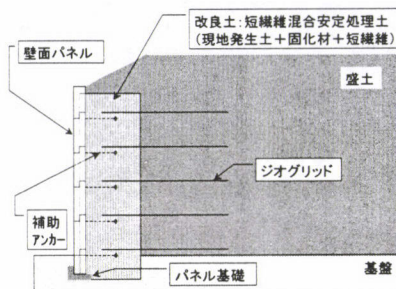 改良土:短繊維混合安定処理土
(現地発生土+固化材+短繊維)
壁面パネル
盛土
ジオグリッド
補助
アンカー
パネル基礎
基盤